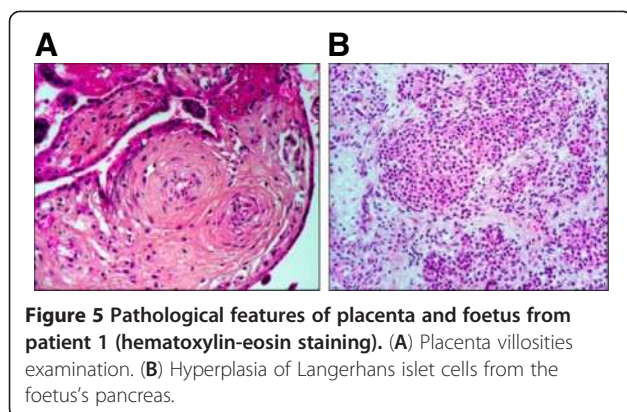 A B
Figure 5 Pathological features of placenta and foetus from
patient 1 (hematoxylin-eosin staining). (A) Placenta villosities
examination. (B) Hyperplasia of Langerhans islet cells from the
foetus's pancreas.